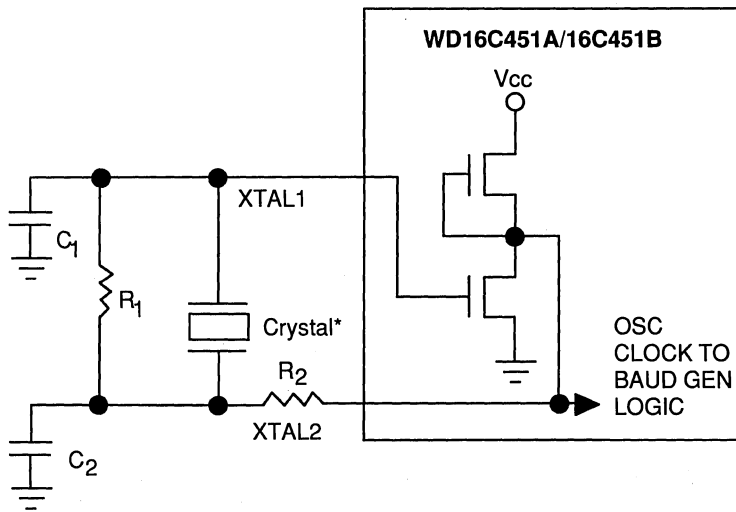 WD16C451A/16C451B
Vcc
XTAL1
C1
R1
Crystal*
R2
OSC
CLOCK TO
BAUD GEN
LOGIC
XTAL2
C2